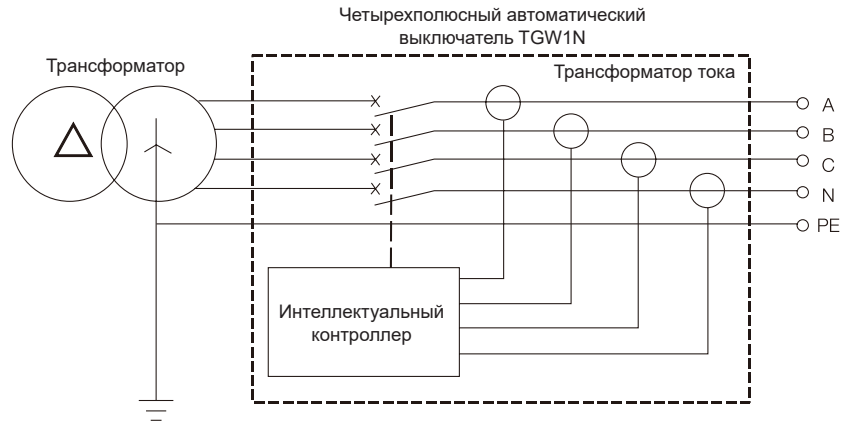 Четырехполюсный автоматический
выключатель TGW1N
Трансформатор
Трансформатор тока
A
B
C
N
PE
Интеллектуальный
контроллер